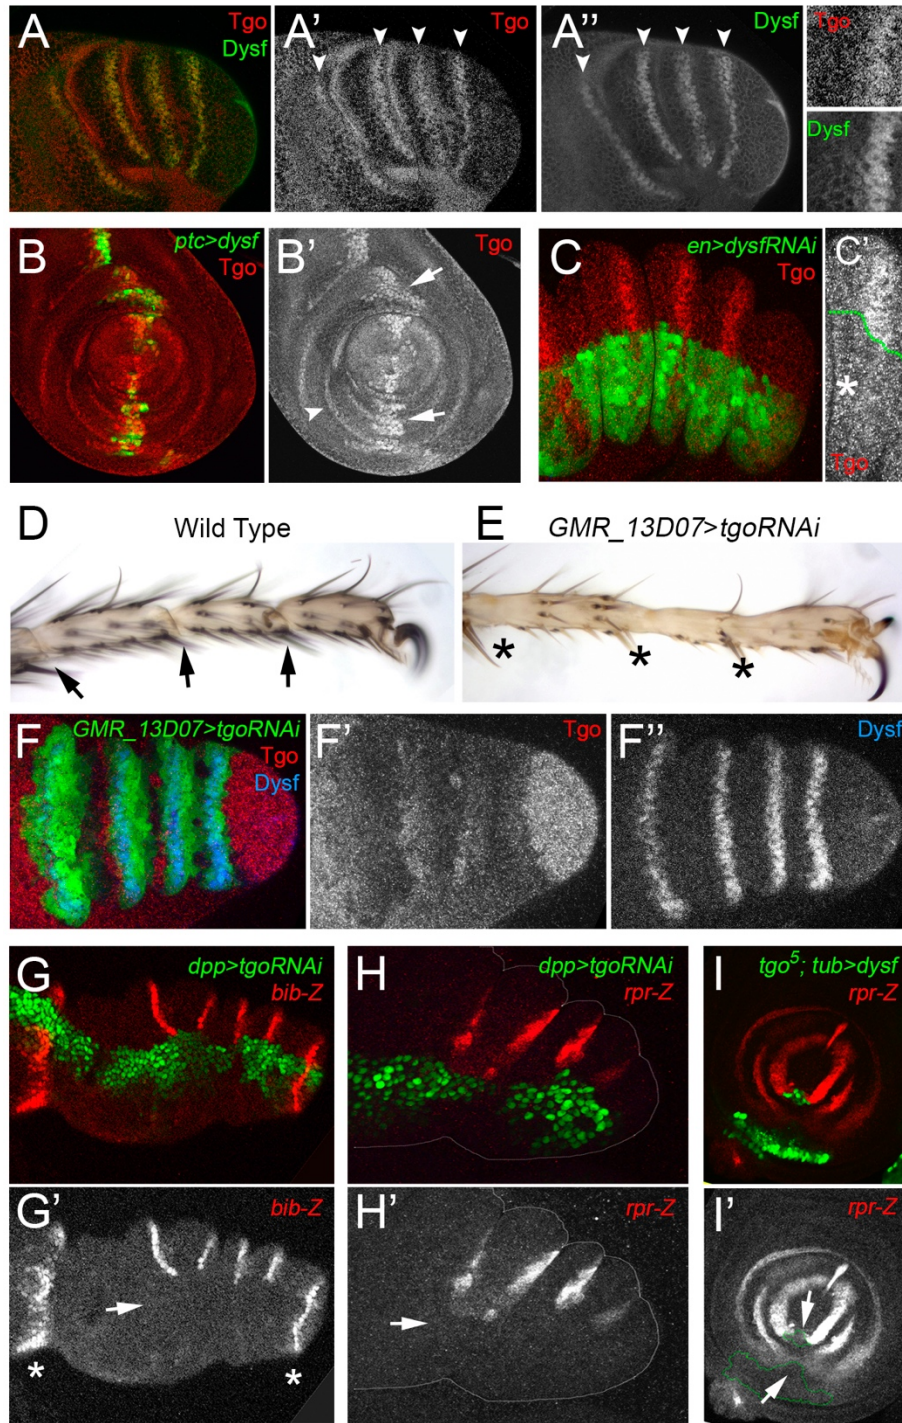 A
Tgo
Dysf
A'
Tgo
A''
Dysf
Tgo
Dysf
B
ptc>dysf
Tgo
B'
Tgo
C
en>dysfRNAi
Tgo
C'
*
Tgo
D
Wild Type
E
GMR_13D07>tgoRNAi
* * *
F
GMR_13D07>tgoRNAi
Tgo
Dysf
F'
Tgo
F''
Dysf
G
dpp>tgoRNAi
bib-Z
H
dpp>tgoRNAi
rpr-Z
I
tgo⁵; tub>dysf
rpr-Z
G'
bib-Z
* *
H'
rpr-Z
I'
rpr-Z